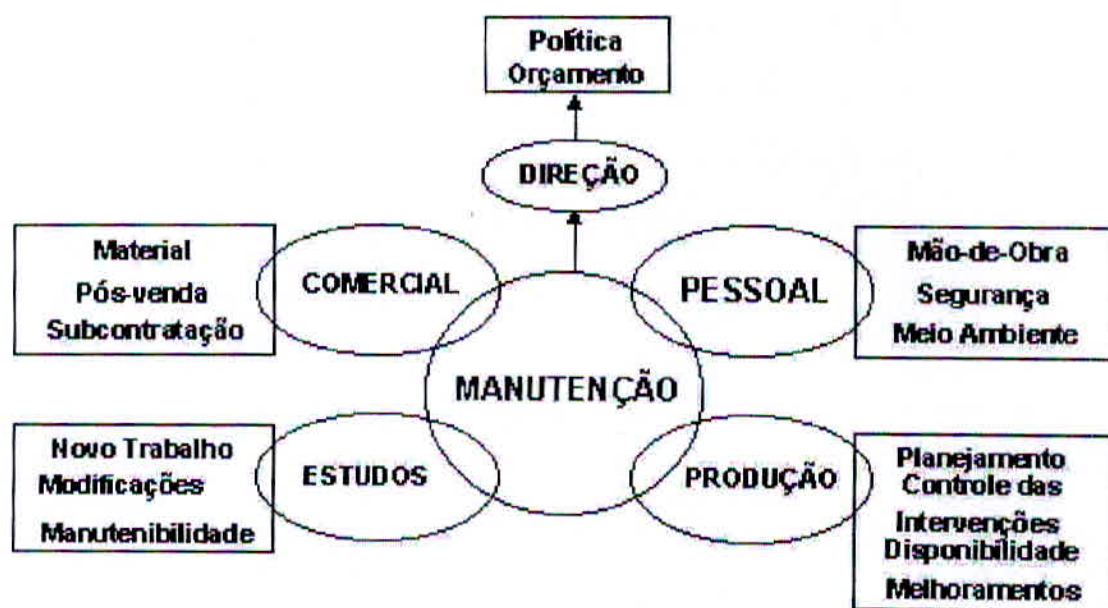 Política
Orçamento
DIREÇÃO
Material
Pós-venda
Subcontratação
COMERCIAL
PESSOAL
Mão-de-Obra
Segurança
Meio Ambiente
MANUTENÇÃO
Novo Trabalho
Modificações
Manutenibilidade
ESTUDOS
PRODUÇÃO
Planejamento
Controle das
Intervenções
Disponibilidade
Melhoramentos